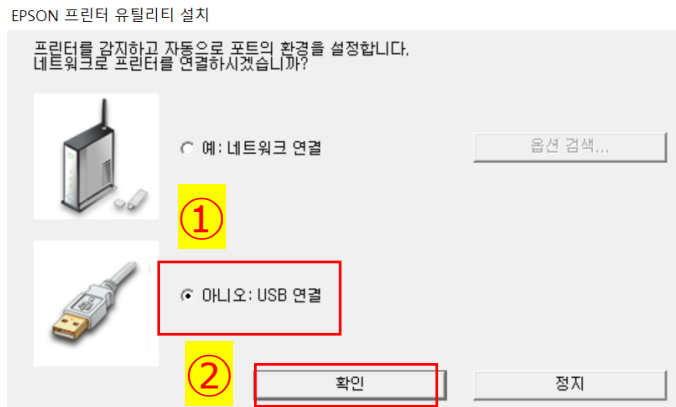 EPSON 프린터 유틸리티 설치
프린터를 감지하고 자동으로 포트의 환경을 설정합니다.
네트워크로 프린터를 연결하시겠습니까?
예: 네트워크 연결
옵션 검색...
①
아니오: USB 연결
②
확인
정지